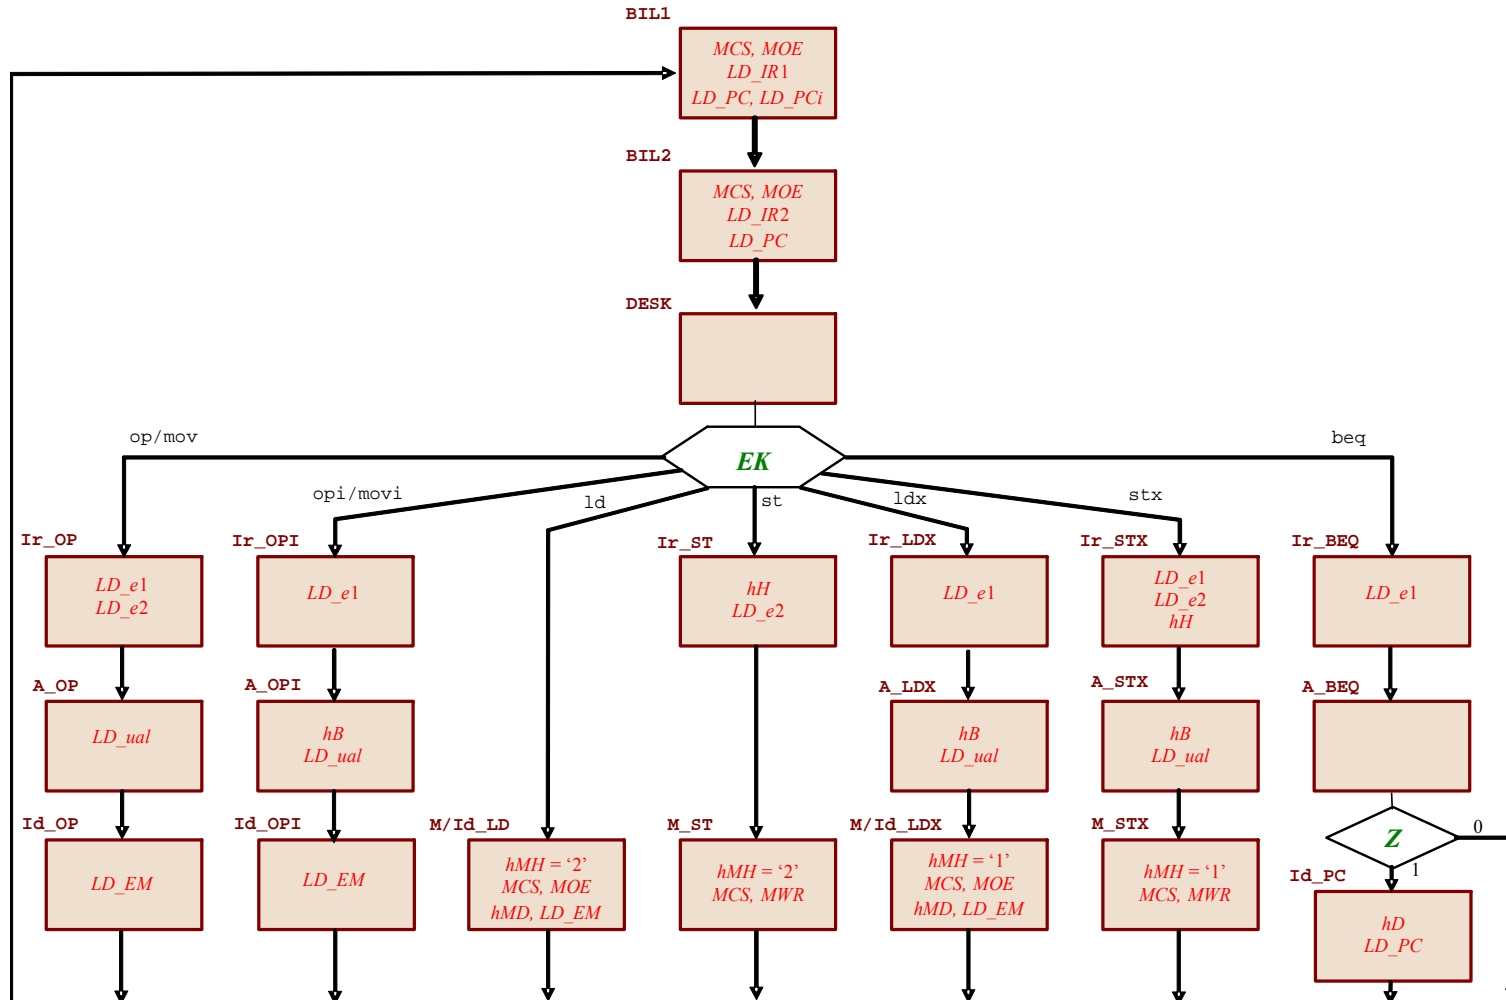 BIL1
MCS, MOE
LD_IR1
LD_PC, LD_PCi
BIL2
MCS, MOE
LD_IR2
LD_PC
DESK
EK
op/mov
opi/movi
ld
st
ldx
stx
beq
Ir_OP
LD_e1
LD_e2
A_OP
LD_ual
Id_OP
LD_EM
Ir_OPI
LD_e1
A_OPI
hB
LD_ual
Id_OPI
LD_EM
M/Id_LD
hMH = ‘2’
MCS, MOE
hMD, LD_EM
Ir_ST
hH
LD_e2
M_ST
hMH = ‘2’
MCS, MWR
Ir_LDX
LD_e1
A_LDX
hB
LD_ual
M/Id_LDX
hMH = ‘1’
MCS, MOE
hMD, LD_EM
Ir_STX
LD_e1
LD_e2
hH
A_STX
hB
LD_ual
M_STX
hMH = ‘1’
MCS, MWR
Ir_BEQ
LD_e1
A_BEQ
Z
0
1
Id_PC
hD
LD_PC